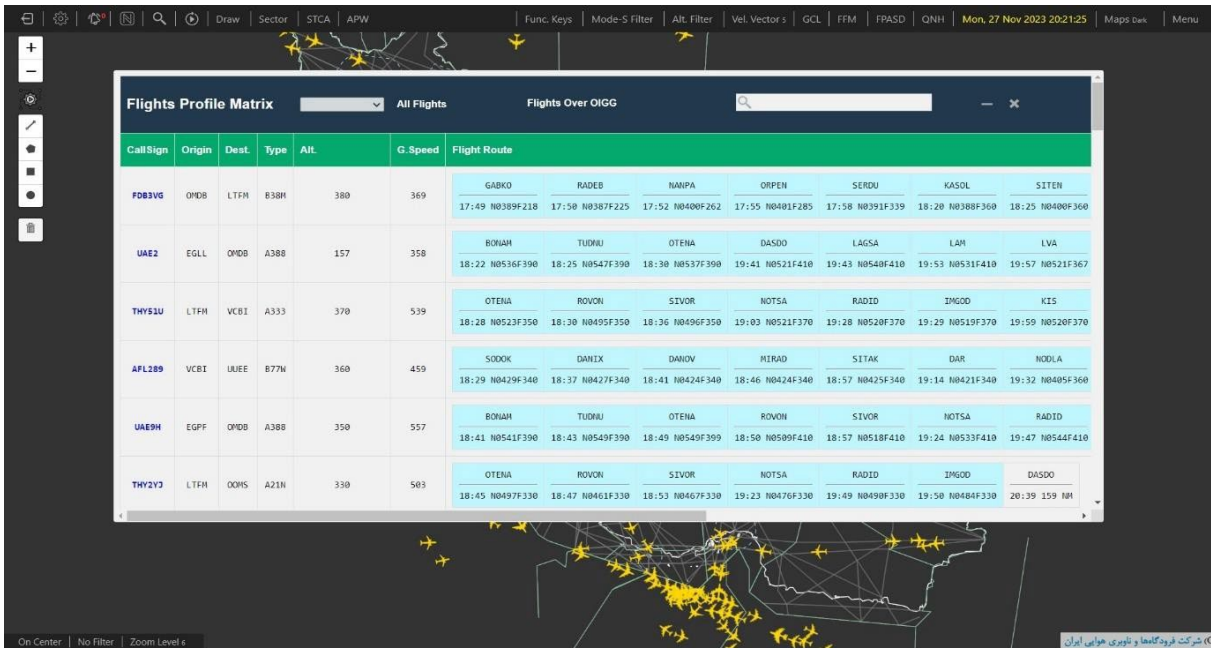 Draw | Sector | STCA | APW | Func. Keys | Mode-S Filter | Alt. Filter | Vel. Vector 5 | GCL | FFM | FPASD | QNH | Mon, 27 Nov 2023 20:21:25 | Maps Dark | Menu
+
−
Flights Profile Matrix All Flights Flights Over OIGG
CallSign Origin Dest. Type Alt. G.Speed Flight Route
GABKO RADEB NANPA ORPEN SERDU KASOL SITEN
FDB3VG OMDB LTFM B38M 380 369
17:49 N0389F218 17:50 N0387F225 17:52 N0400F262 17:55 N0401F285 17:58 N0391F339 18:20 N0388F360 18:25 N0400F360
BONAM TUDNU OTENA DASDO LAGSA LAM LVA
UAE2 EGLL OMDB A388 157 358
18:22 N0536F390 18:25 N0547F390 18:30 N0537F390 19:41 N0521F410 19:43 N0540F410 19:53 N0531F410 19:57 N0521F367
OTENA ROVON SIVOR NOTSA RADID IMGOD KIS
THY51U LTFM VCBI A333 370 539
18:28 N0523F350 18:30 N0495F350 18:36 N0496F350 19:03 N0521F370 19:28 N0520F370 19:29 N0519F370 19:59 N0520F370
SODOK DANIX DANOV MIRAD SITAK DAR NODLA
AFL289 VCBI UUEE B77W 360 459
18:29 N0429F340 18:37 N0427F340 18:41 N0424F340 18:46 N0424F340 18:57 N0425F340 19:14 N0421F340 19:32 N0405F360
BONAM TUDNU OTENA ROVON SIVOR NOTSA RADID
UAE9H EGPF OMDB A388 350 557
18:41 N0541F390 18:43 N0549F390 18:49 N0549F399 18:50 N0509F410 18:57 N0518F410 19:24 N0533F410 19:47 N0544F410
OTENA ROVON SIVOR NOTSA RADID IMGOD DASDO
THY2YJ LTFM OOMS A21N 330 503
18:45 N0497F330 18:47 N0461F330 18:53 N0467F330 19:23 N0476F330 19:49 N0490F330 19:50 N0484F330 20:39 159 NM
On Center | No Filter | Zoom Level 6
شرکت فرودگاهها و ناوبری هوایی ایران